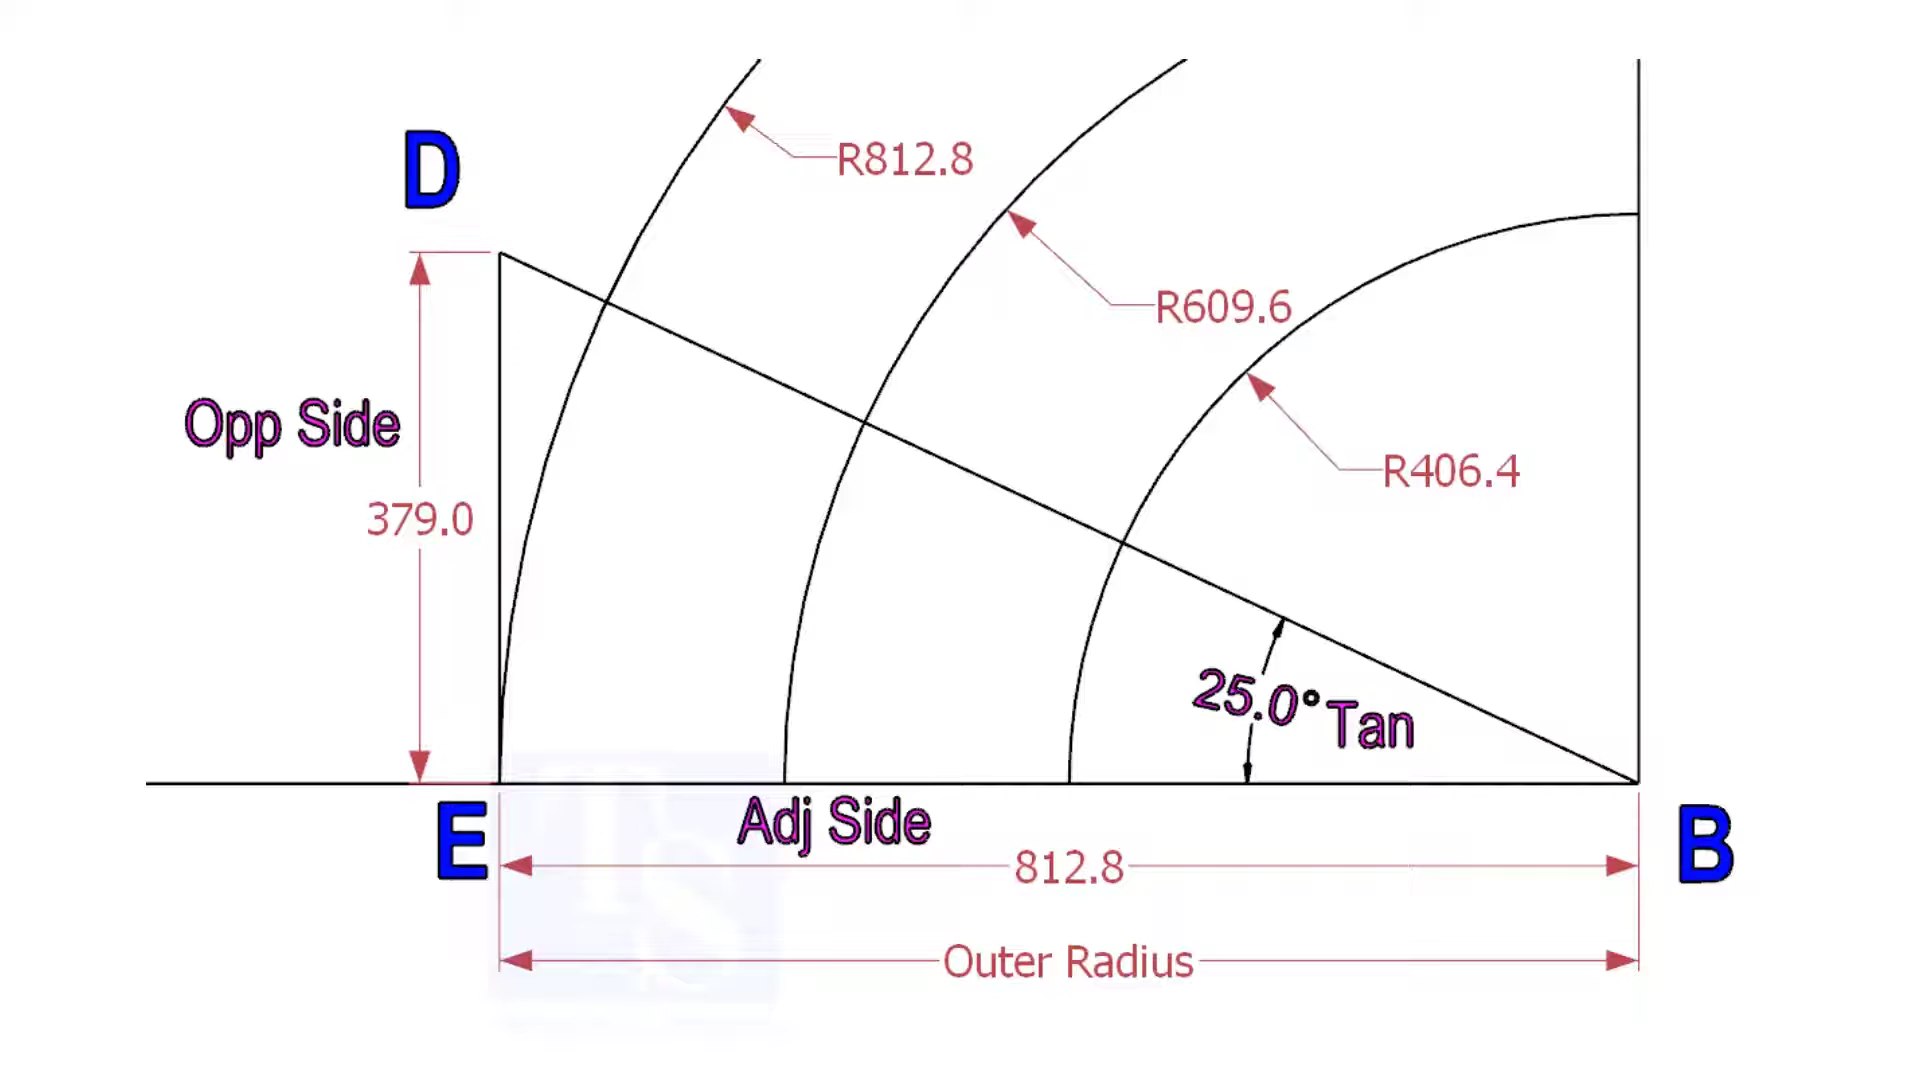 D
R812.8
R609.6
Opp Side
R406.4
379.0
25.0° Tan
E
Adj Side
B
812.8
Outer Radius
TS